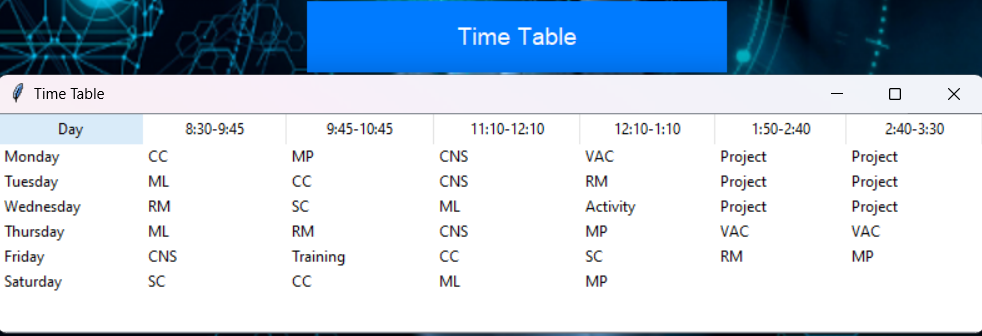 Time Table
Time Table
Day 8:30-9:45 9:45-10:45 11:10-12:10 12:10-1:10 1:50-2:40 2:40-3:30
Monday CC MP CNS VAC Project Project
Tuesday ML CC CNS RM Project Project
Wednesday RM SC ML Activity Project Project
Thursday ML RM CNS MP VAC VAC
Friday CNS Training CC SC RM MP
Saturday SC CC ML MP